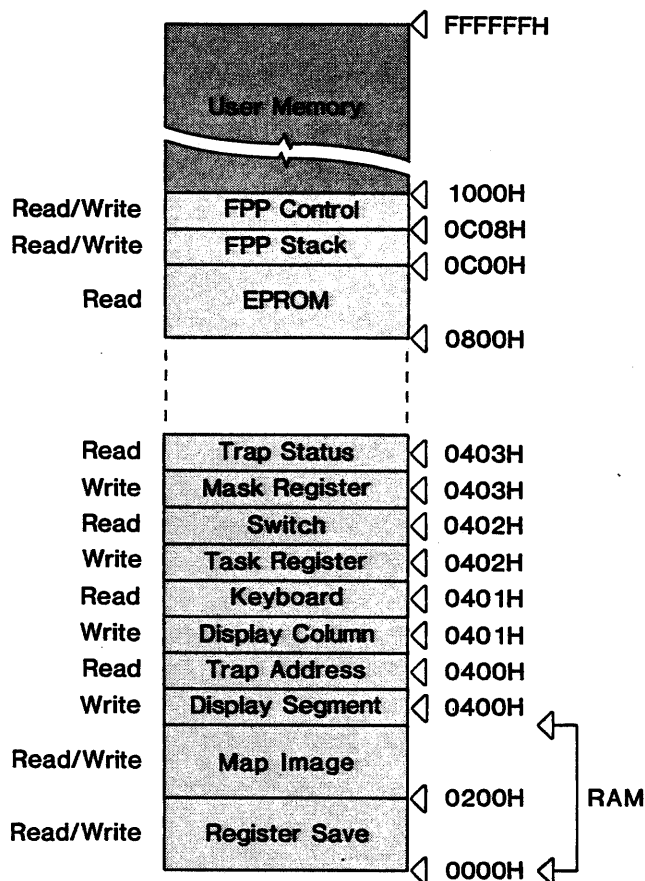 FFFFFFH
User Memory
1000H
Read/Write FPP Control
0C08H
Read/Write FPP Stack
0C00H
Read EPROM
0800H
Read Trap Status 0403H
Write Mask Register 0403H
Read Switch 0402H
Write Task Register 0402H
Read Keyboard 0401H
Write Display Column 0401H
Read Trap Address 0400H
Write Display Segment 0400H
Read/Write Map Image
0200H RAM
Read/Write Register Save
0000H